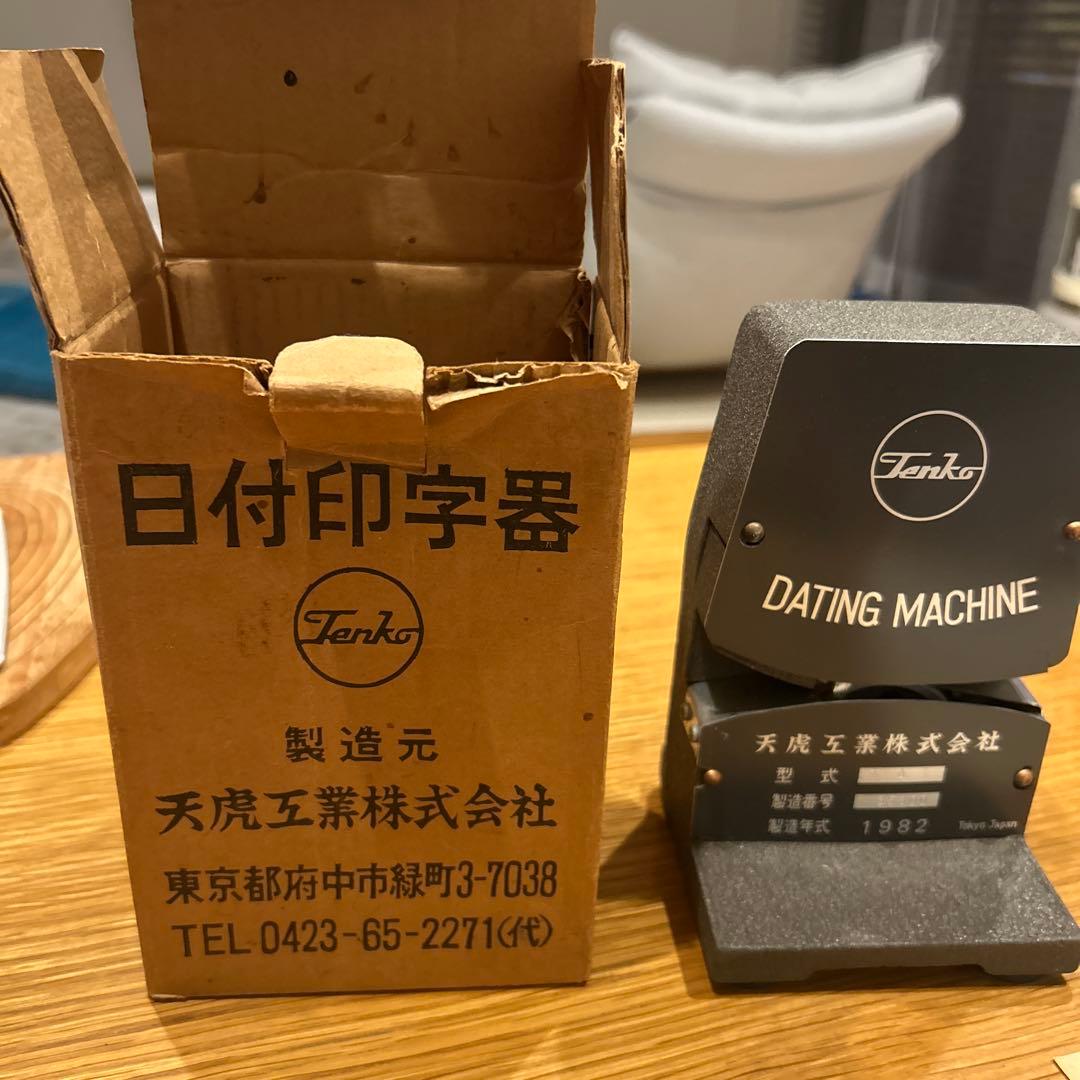 日付印字器
Tenko
製造元
天虎工業株式会社
東京都府中市緑町3-7038
TEL 0423-65-2271(代)
Tenko
DATING MACHINE
天虎工業株式会社
型式 A
製造番号
製造年式 1982 Tokyo Japan